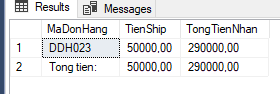 Results Messages
MaDonHang TienShip TongTienNhan
1 DDH023 50000,00 290000,00
2 Tong tien: 50000,00 290000,00